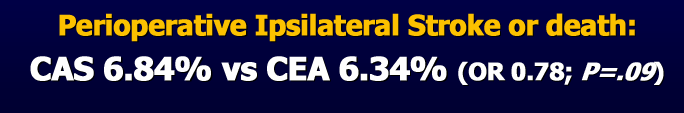 Perioperative Ipsilateral Stroke or death:
CAS 6.84% vs CEA 6.34% (OR 0.78; P=.09)